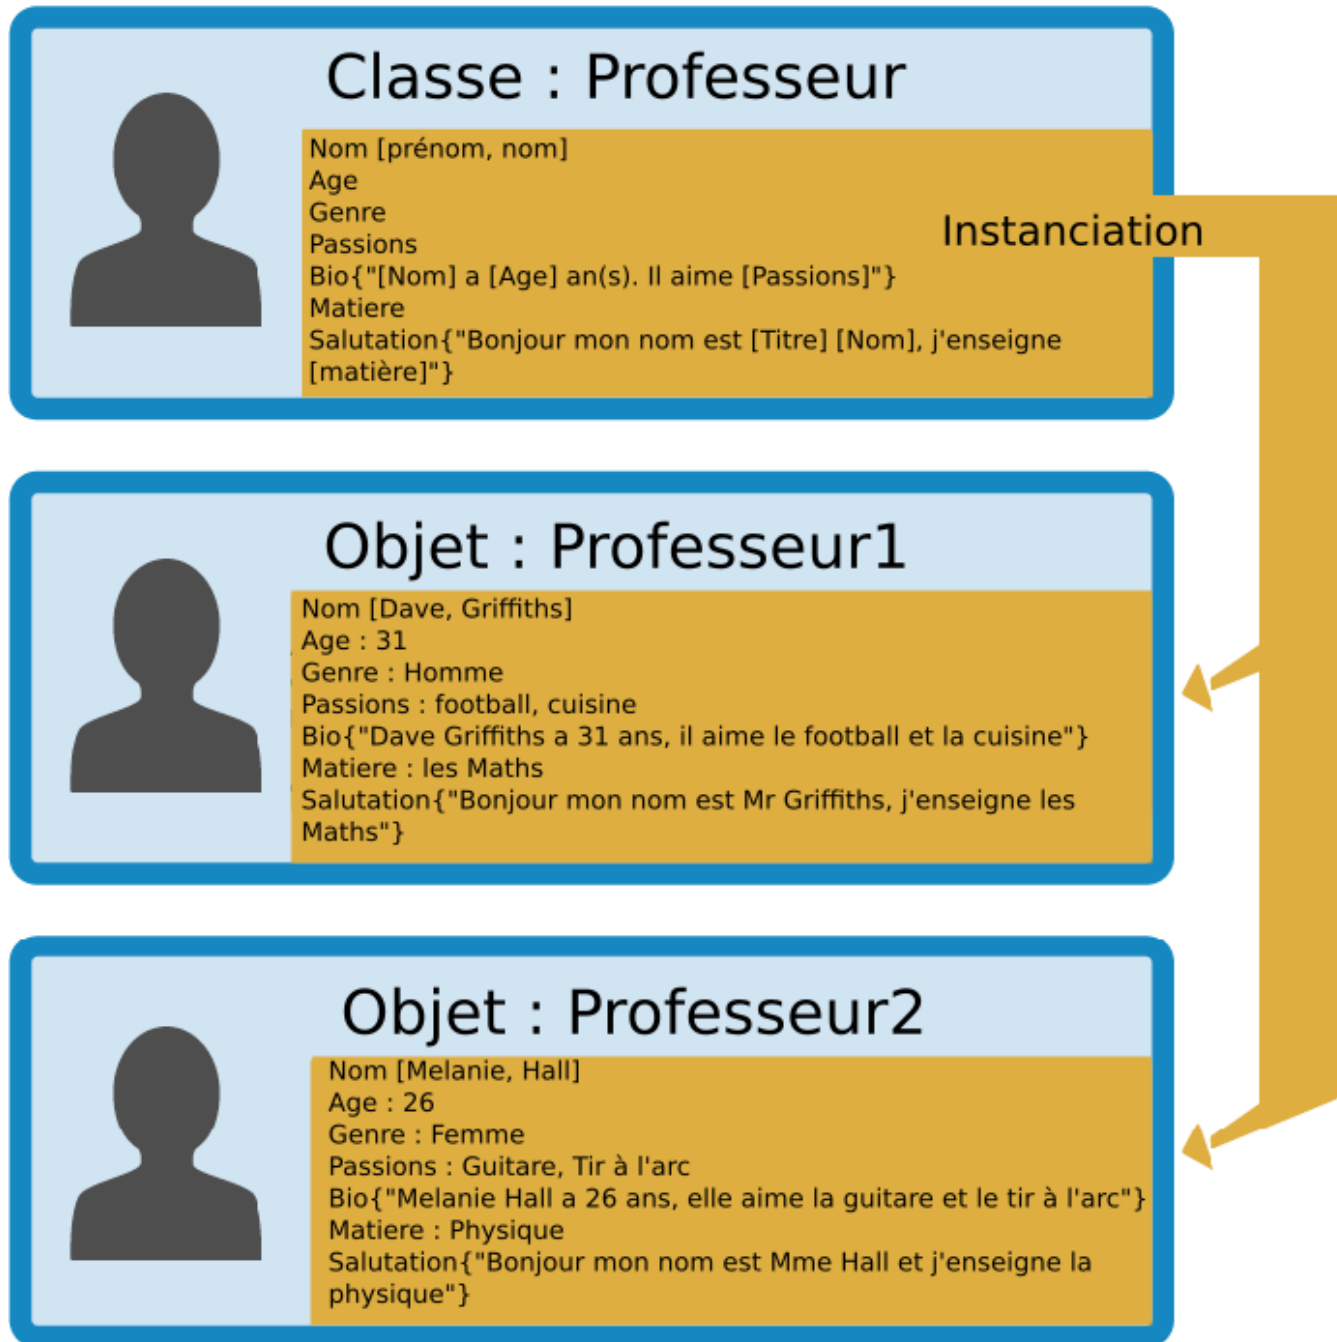 Classe : Professeur
Nom [prénom, nom]
Age
Genre
Passions
Bio{"[Nom] a [Age] an(s). Il aime [Passions]"}
Matiere
Salutation{"Bonjour mon nom est [Titre] [Nom], j'enseigne
[matière]"}
Instanciation
Objet : Professeur1
Nom [Dave, Griffiths]
Age : 31
Genre : Homme
Passions : football, cuisine
Bio{"Dave Griffiths a 31 ans, il aime le football et la cuisine"}
Matiere : les Maths
Salutation{"Bonjour mon nom est Mr Griffiths, j'enseigne les
Maths"}
Objet : Professeur2
Nom [Melanie, Hall]
Age : 26
Genre : Femme
Passions : Guitare, Tir à l'arc
Bio{"Melanie Hall a 26 ans, elle aime la guitare et le tir à l'arc"}
Matiere : Physique
Salutation{"Bonjour mon nom est Mme Hall et j'enseigne la
physique"}